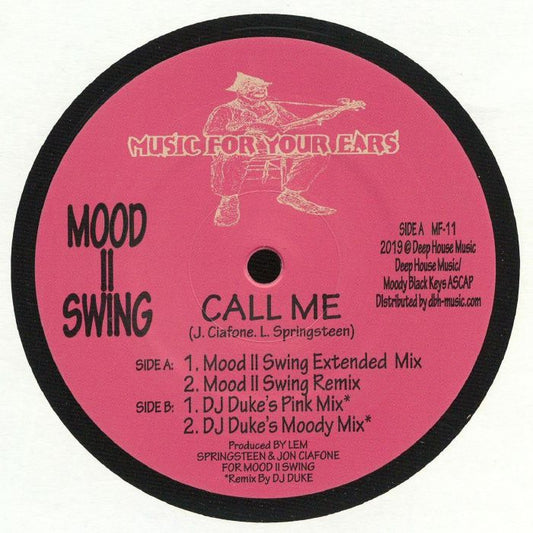 MUSIC FOR YOUR EARS
MOOD
II
SWING
SIDE A MF-11
2019 @ Deep House Music
Deep House Music/
Moody Black Keys ASCAP
Distributed by dbh-music.com
CALL ME
(J. Ciafone. L. Springsteen)
SIDE A: 1. Mood II Swing Extended Mix
2. Mood II Swing Remix
SIDE B: 1. DJ Duke's Pink Mix*
2. DJ Duke's Moody Mix*
Produced BY LEM
SPRINGSTEEN & JON CIAFONE
FOR MOOD II SWING
*Remix By DJ DUKE